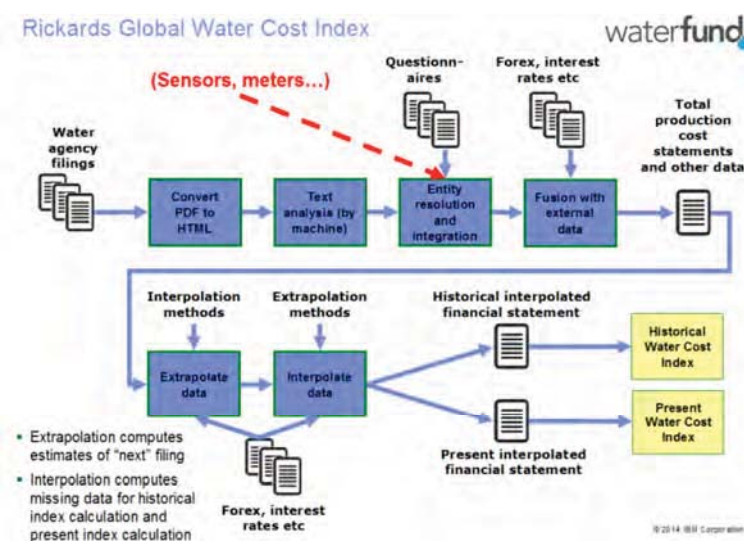 Rickards Global Water Cost Index
waterfund
(Sensors, meters...)
Questionn-
aires
Forex, interest
rates etc
Total
production
cost
statements
and other data
Water
agency
filings
Convert
PDF to
HTML
Text
analysis (by
machine)
Entity
resolution
and
integration
Fusion with
external
data
Interpolation
methods
Extrapolation
methods
Historical interpolated
financial statement
Historical
Water Cost
Index
Extrapolate
data
Interpolate
data
Present
Water Cost
Index
Present interpolated
financial statement
Forex, interest
rates etc
▪ Extrapolation computes
estimates of "next" filing
▪ Interpolation computes
missing data for historical
index calculation and
present index calculation
© 2014 IBM Corporation